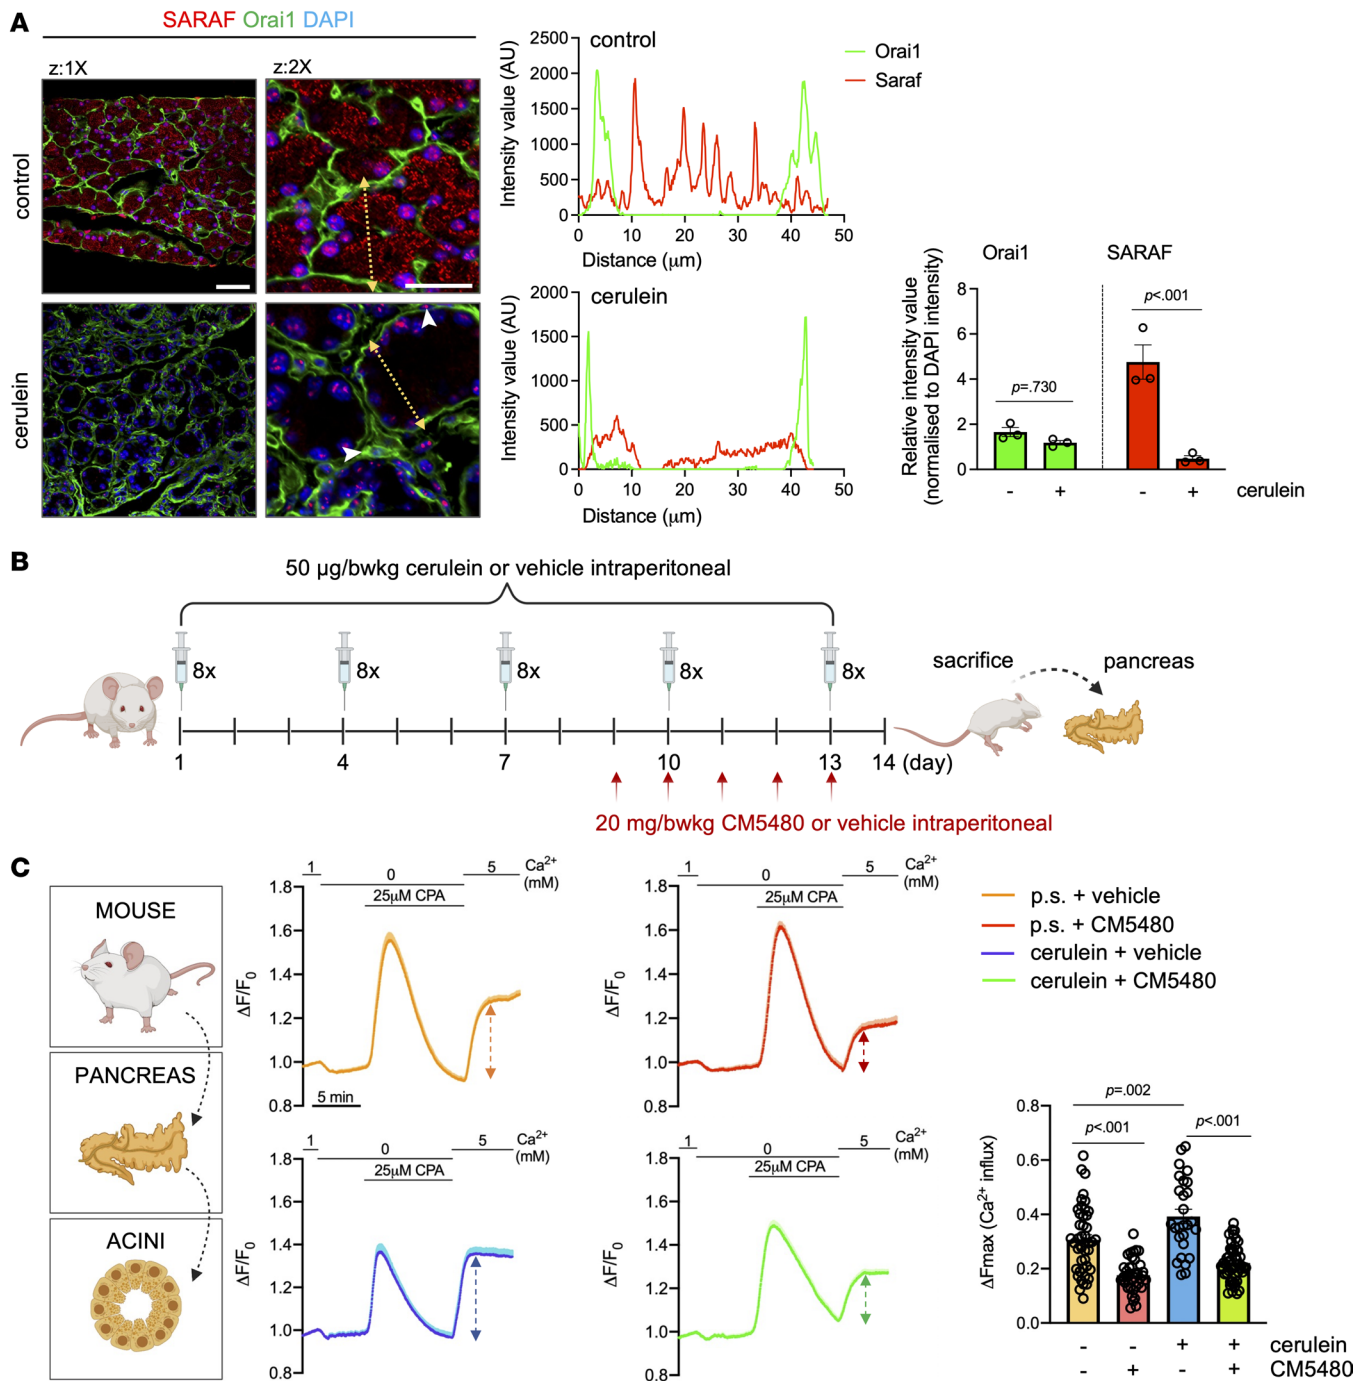 A
SARAF Orai1 DAPI
z:1X
z:2X
control
cerulein
control
Orai1
Saraf
Intensity value (AU)
2500
2000
1500
1000
500
0
0 10 20 30 40 50
Distance (μm)
cerulein
Intensity value (AU)
2000
1500
1000
500
0
0 10 20 30 40 50
Distance (μm)
Orai1 SARAF
Relative intensity value
(normalised to DAPI intensity)
8
6
4
2
0
p=.730
p<.001
- + - + cerulein
B
50 μg/bwkg cerulein or vehicle intraperitoneal
8x 8x 8x 8x 8x
sacrifice pancreas
1 4 7 10 13 14 (day)
20 mg/bwkg CM5480 or vehicle intraperitoneal
C
MOUSE
PANCREAS
ACINI
1 0 5 Ca2+
(mM)
25μM CPA
ΔF/F0
1.8
1.6
1.4
1.2
1.0
0.8
5 min
1 0 5 Ca2+
(mM)
25μM CPA
ΔF/F0
1.8
1.6
1.4
1.2
1.0
0.8
1 0 5 Ca2+
(mM)
25μM CPA
ΔF/F0
1.8
1.6
1.4
1.2
1.0
0.8
1 0 5 Ca2+
(mM)
25μM CPA
ΔF/F0
1.8
1.6
1.4
1.2
1.0
0.8
p.s. + vehicle
p.s. + CM5480
cerulein + vehicle
cerulein + CM5480
ΔFmax (Ca2+ influx)
0.8
0.6
0.4
0.2
0.0
p=.002
p<.001
p<.001
- - + + cerulein
- + - + CM5480